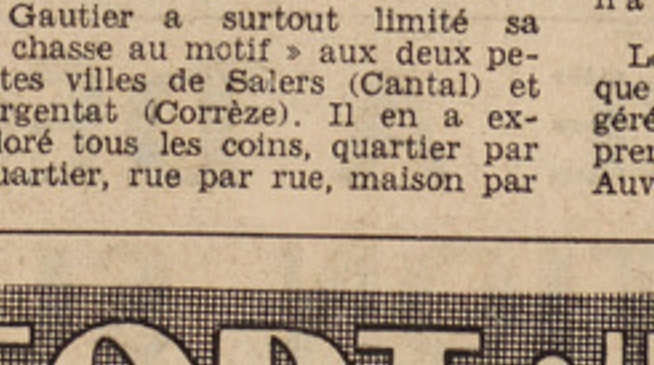 Gautier a surtout limité sa
chasse au motif » aux deux pe-
tes villes de Salers (Cantal) et
rgentat (Corrèze). Il en a ex-
loré tous les coins, quartier par
uartier, rue par rue, maison par
que
géré
pren
Auv